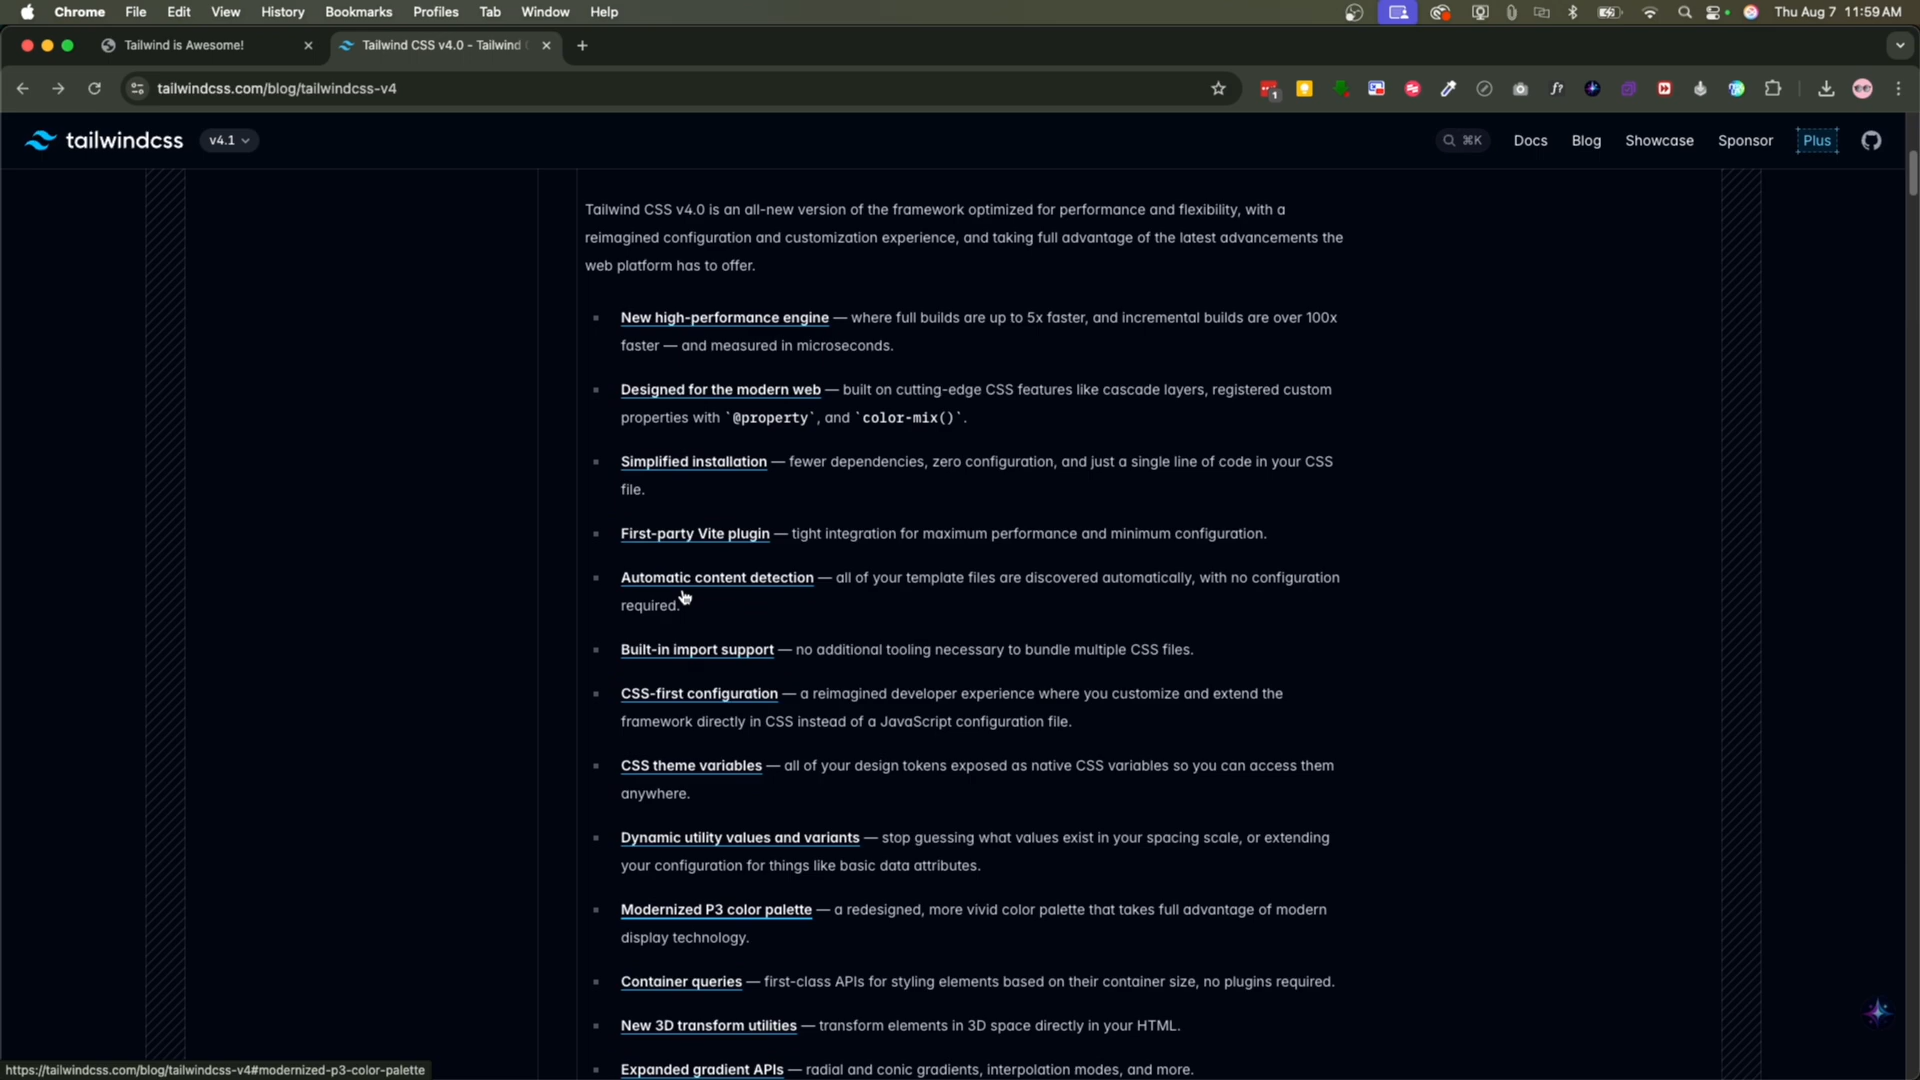 Chrome File Edit View History Bookmarks Profiles Tab Window Help Thu Aug 7 11:59 AM
Tailwind is Awesome! Tailwind CSS v4.0 - Tailwind
tailwindcss.com/blog/tailwindcss-v4 1
tailwindcss v4.1 ⌘K Docs Blog Showcase Sponsor Plus
Tailwind CSS v4.0 is an all-new version of the framework optimized for performance and flexibility, with a
reimagined configuration and customization experience, and taking full advantage of the latest advancements the
web platform has to offer.
New high-performance engine — where full builds are up to 5x faster, and incremental builds are over 100x
faster — and measured in microseconds.
Designed for the modern web — built on cutting-edge CSS features like cascade layers, registered custom
properties with `@property`, and `color-mix()`.
Simplified installation — fewer dependencies, zero configuration, and just a single line of code in your CSS
file.
First-party Vite plugin — tight integration for maximum performance and minimum configuration.
Automatic content detection — all of your template files are discovered automatically, with no configuration
required.
Built-in import support — no additional tooling necessary to bundle multiple CSS files.
CSS-first configuration — a reimagined developer experience where you customize and extend the
framework directly in CSS instead of a JavaScript configuration file.
CSS theme variables — all of your design tokens exposed as native CSS variables so you can access them
anywhere.
Dynamic utility values and variants — stop guessing what values exist in your spacing scale, or extending
your configuration for things like basic data attributes.
Modernized P3 color palette — a redesigned, more vivid color palette that takes full advantage of modern
display technology.
Container queries — first-class APIs for styling elements based on their container size, no plugins required.
New 3D transform utilities — transform elements in 3D space directly in your HTML.
Expanded gradient APIs — radial and conic gradients, interpolation modes, and more.
https://tailwindcss.com/blog/tailwindcss-v4#modernized-p3-color-palette